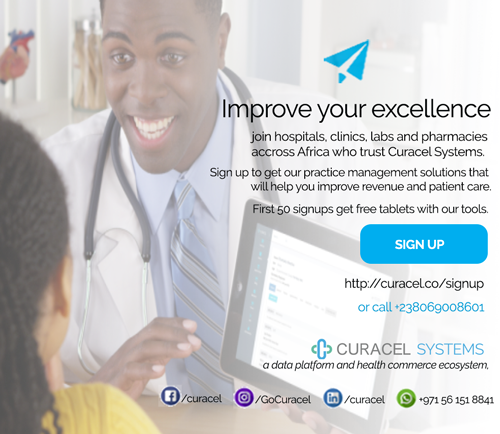 Improve your excellence
join hospitals, clinics, labs and pharmacies
accross Africa who trust Curacel Systems.
Sign up to get our practice management solutions that
will help you improve revenue and patient care.
First 50 signups get free tablets with our tools.
SIGN UP
http://curacel.co/signup
or call +238069008601
CURACEL SYSTEMS
a data platform and health commerce ecosystem,
/curacel /GoCuracel /curacel +971 56 151 8841